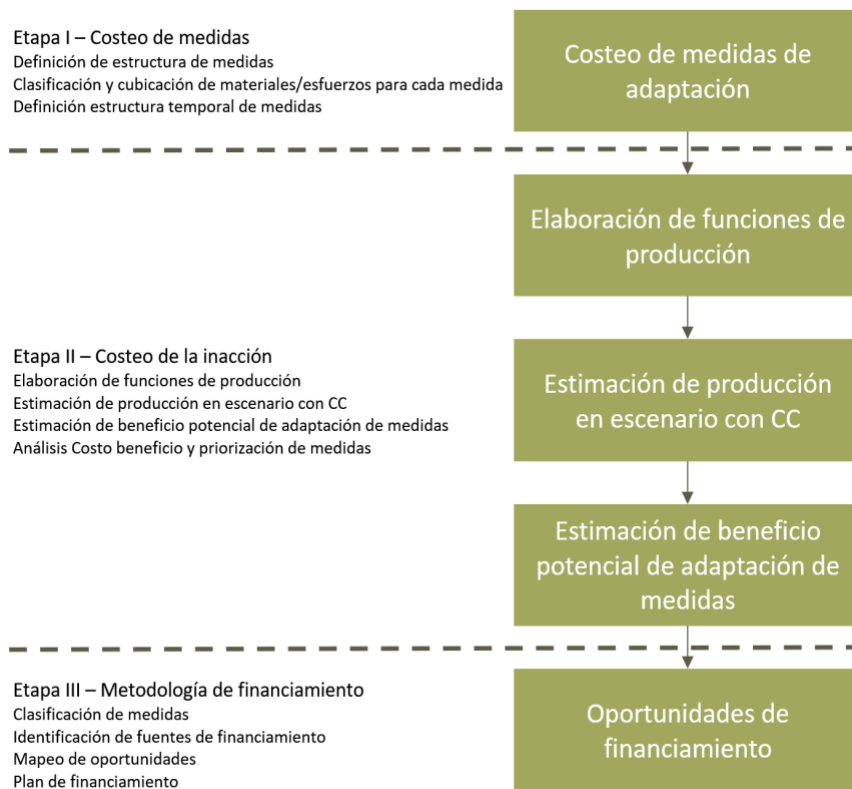 Etapa I – Costeo de medidas
Definición de estructura de medidas
Clasificación y cubicación de materiales/esfuerzos para cada medida
Definición estructura temporal de medidas
Costeo de medidas de
adaptación
Elaboración de funciones de
producción
Etapa II – Costeo de la inacción
Elaboración de funciones de producción
Estimación de producción en escenario con CC
Estimación de beneficio potencial de adaptación de medidas
Análisis Costo beneficio y priorización de medidas
Estimación de producción
en escenario con CC
Estimación de beneficio
potencial de adaptación de
medidas
Etapa III – Metodología de financiamiento
Clasificación de medidas
Identificación de fuentes de financiamiento
Mapeo de oportunidades
Plan de financiamiento
Oportunidades de
financiamiento